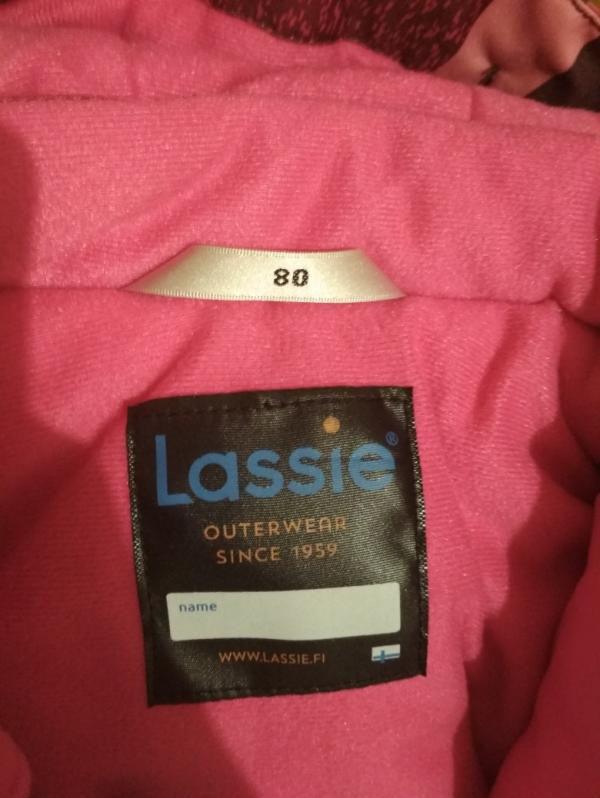 80
Lassie®
OUTERWEAR
SINCE 1959
name
WWW.LASSIE.FI